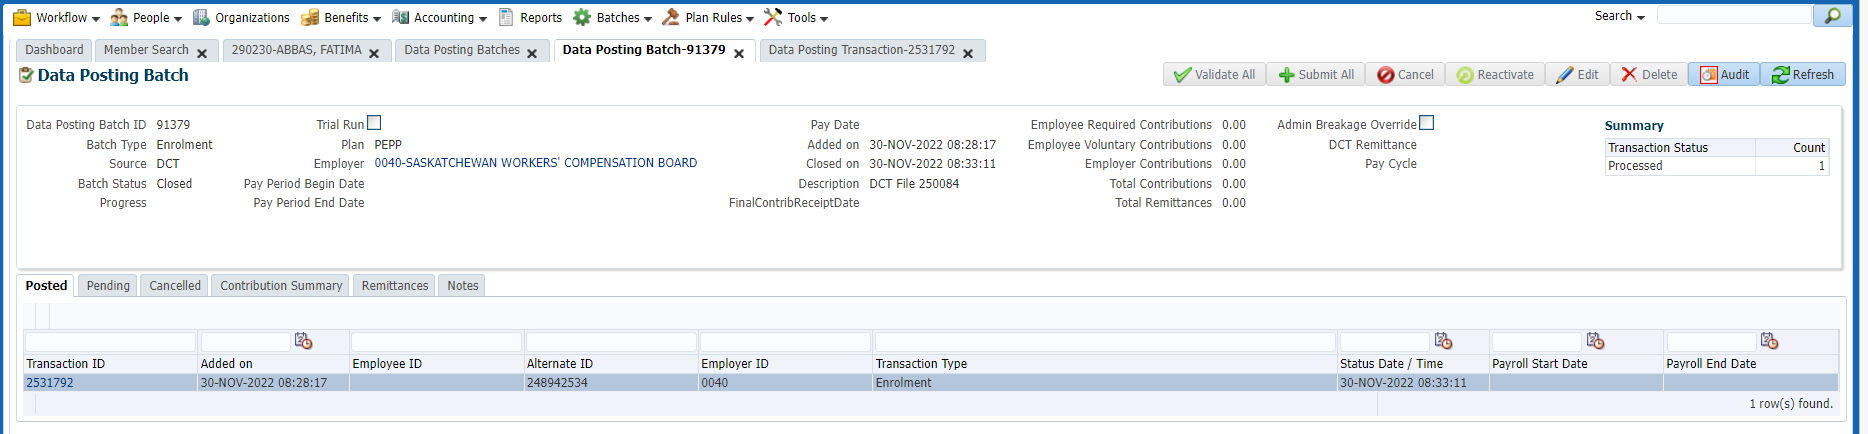 Workflow People Organizations Benefits Accounting Reports Batches Plan Rules Tools Search
Dashboard Member Search 290230-ABBAS, FATIMA Data Posting Batches Data Posting Batch-91379 Data Posting Transaction-2531792
Data Posting Batch Validate All Submit All Cancel Reactivate Edit Delete Audit Refresh
Data Posting Batch ID 91379 Trial Run Pay Date Employee Required Contributions 0.00 Admin Breakage Override Summary
Batch Type Enrolment Plan PEPP Added on 30-NOV-2022 08:28:17 Employee Voluntary Contributions 0.00 DCT Remittance Transaction Status Count
Source DCT Employer 0040-SASKATCHEWAN WORKERS' COMPENSATION BOARD Closed on 30-NOV-2022 08:33:11 Employer Contributions 0.00 Pay Cycle Processed 1
Batch Status Closed Pay Period Begin Date Description DCT File 250084 Total Contributions 0.00
Progress Pay Period End Date FinalContribReceiptDate Total Remittances 0.00
Posted Pending Cancelled Contribution Summary Remittances Notes
Transaction ID Added on Employee ID Alternate ID Employer ID Transaction Type Status Date / Time Payroll Start Date Payroll End Date
2531792 30-NOV-2022 08:28:17 248942534 0040 Enrolment 30-NOV-2022 08:33:11
1 row(s) found.